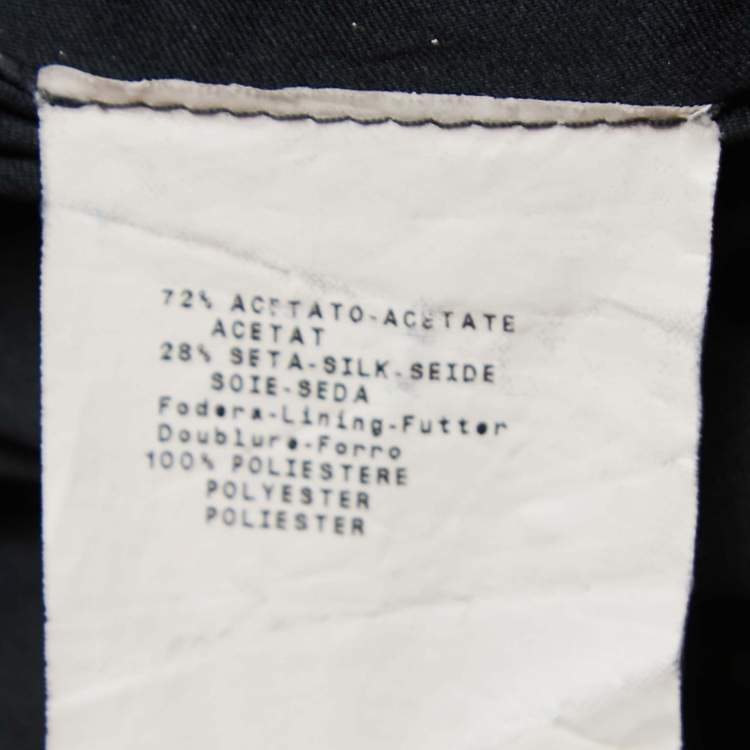 72% ACETATO-ACETATE
ACETAT
28% SETA-SILK-SEIDE
SOIE-SEDA
Fodera-Lining-Futter
Doublure-Forro
100% POLIESTERE
POLYESTER
POLIESTER